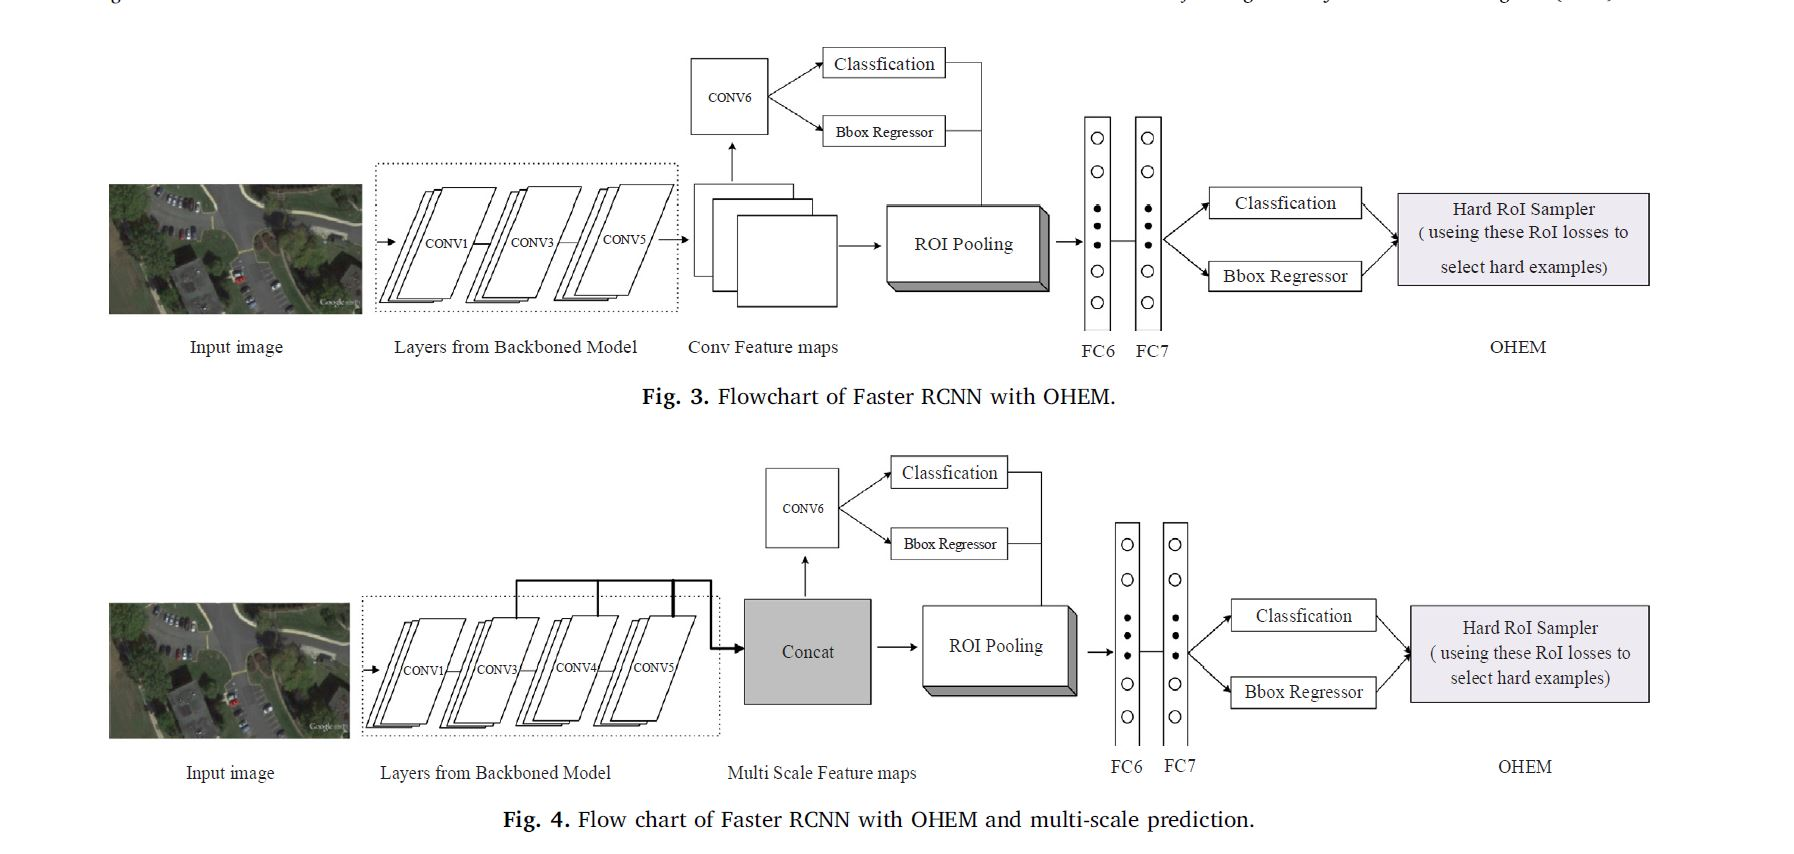 Classfication
CONV6
Bbox Regressor
CONV1
CONV3
CONV5
ROI Pooling
Classfication
Bbox Regressor
Hard RoI Sampler
( useing these RoI losses to
select hard examples)
Google
Input image
Layers from Backboned Model
Conv Feature maps
FC6
FC7
OHEM
Fig. 3. Flowchart of Faster RCNN with OHEM.
Classfication
CONV6
Bbox Regressor
CONV1
CONV3
CONV4
CONV5
Concat
ROI Pooling
Classfication
Bbox Regressor
Hard RoI Sampler
( useing these RoI losses to
select hard examples)
Google
Input image
Layers from Backboned Model
Multi Scale Feature maps
FC6
FC7
OHEM
Fig. 4. Flow chart of Faster RCNN with OHEM and multi-scale prediction.